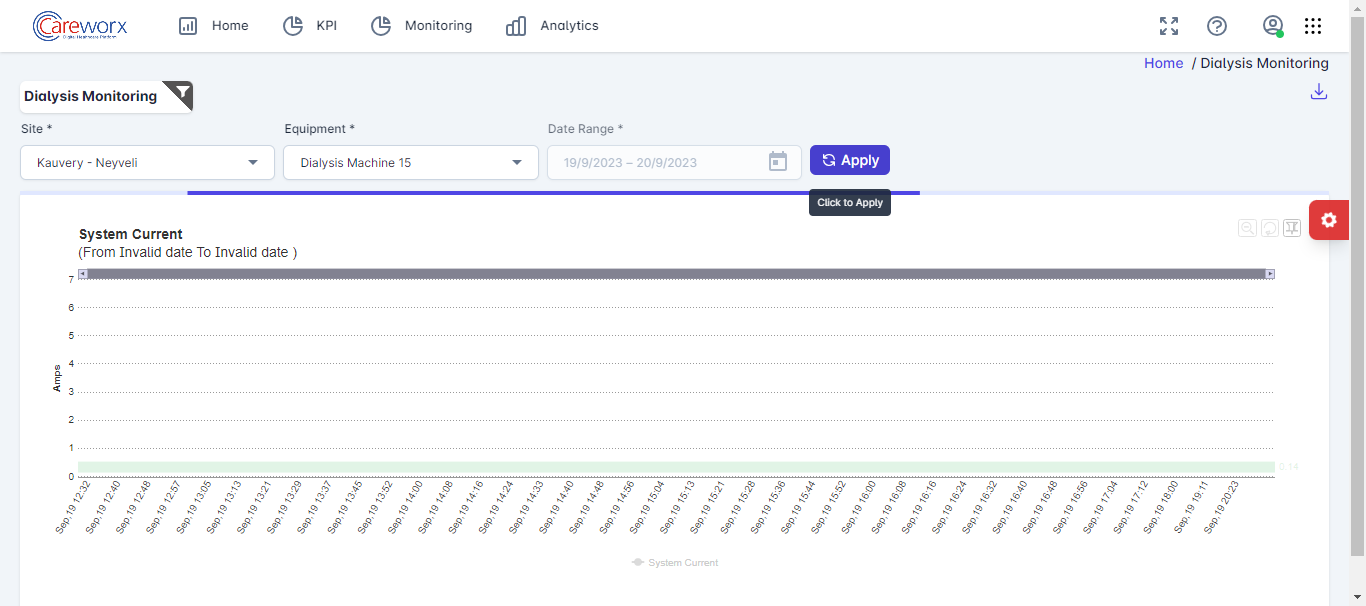 Careworx
Digital Healthcare Platform
Home
KPI
Monitoring
Analytics
Home / Dialysis Monitoring
Dialysis Monitoring
Site *
Equipment *
Date Range *
Kauvery - Neyveli
Dialysis Machine 15
19/9/2023 – 20/9/2023
Apply
Click to Apply
System Current
(From Invalid date To Invalid date )
7
6
5
4
3
2
1
0
Amps
0.14
Sep,19 12:32
Sep,19 12:40
Sep,19 12:48
Sep,19 12:57
Sep,19 13:05
Sep,19 13:13
Sep,19 13:21
Sep,19 13:29
Sep,19 13:37
Sep,19 13:45
Sep,19 13:52
Sep,19 14:00
Sep,19 14:08
Sep,19 14:16
Sep,19 14:24
Sep,19 14:33
Sep,19 14:40
Sep,19 14:48
Sep,19 14:56
Sep,19 15:04
Sep,19 15:13
Sep,19 15:21
Sep,19 15:28
Sep,19 15:36
Sep,19 15:44
Sep,19 15:52
Sep,19 16:00
Sep,19 16:08
Sep,19 16:16
Sep,19 16:24
Sep,19 16:32
Sep,19 16:40
Sep,19 16:48
Sep,19 16:56
Sep,19 17:04
Sep,19 17:12
Sep,19 18:00
Sep,19 19:11
Sep,19 20:23
System Current